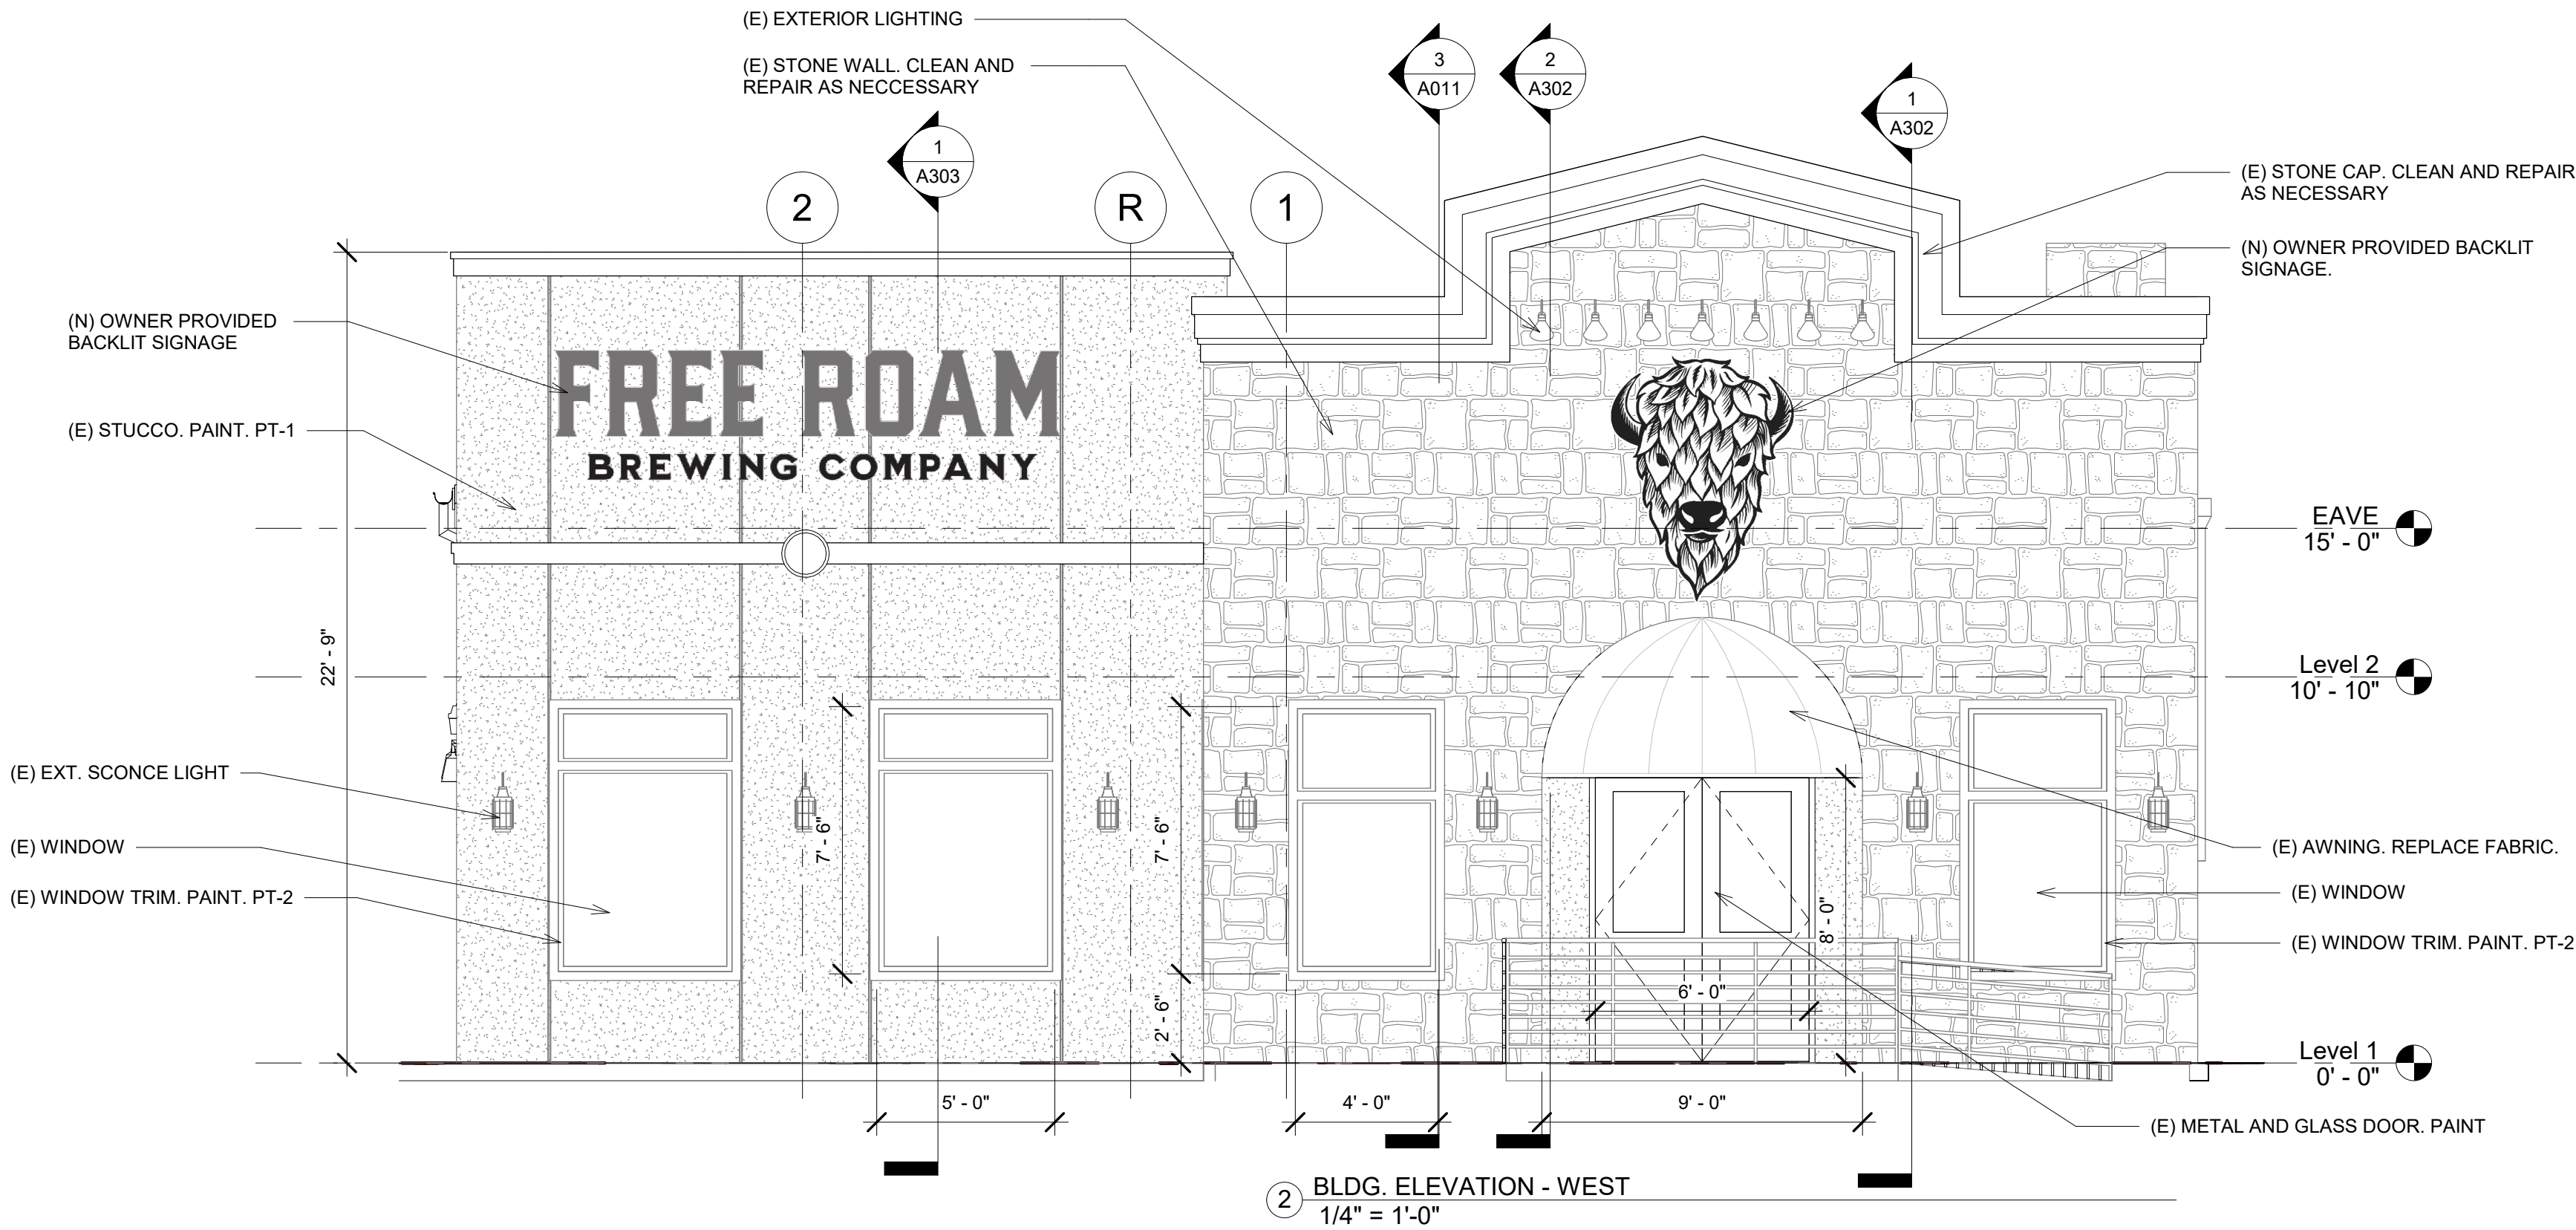 (E) EXTERIOR LIGHTING
(E) STONE WALL. CLEAN AND
REPAIR AS NECCESSARY
3
A011
2
A302
1
A302
1
A303
2
R
1
(E) STONE CAP. CLEAN AND REPAIR
AS NECESSARY
(N) OWNER PROVIDED BACKLIT
SIGNAGE.
(N) OWNER PROVIDED
BACKLIT SIGNAGE
FREE ROAM
BREWING COMPANY
(E) STUCCO. PAINT. PT-1
EAVE
15' - 0"
22' - 9"
Level 2
10' - 10"
(E) EXT. SCONCE LIGHT
7' - 6"
7' - 6"
(E) WINDOW
(E) AWNING. REPLACE FABRIC.
(E) WINDOW TRIM. PAINT. PT-2
(E) WINDOW
8' - 0"
(E) WINDOW TRIM. PAINT. PT-2
6' - 0"
2' - 6"
Level 1
0' - 0"
5' - 0"
4' - 0"
9' - 0"
(E) METAL AND GLASS DOOR. PAINT
2
BLDG. ELEVATION - WEST
1/4" = 1'-0"